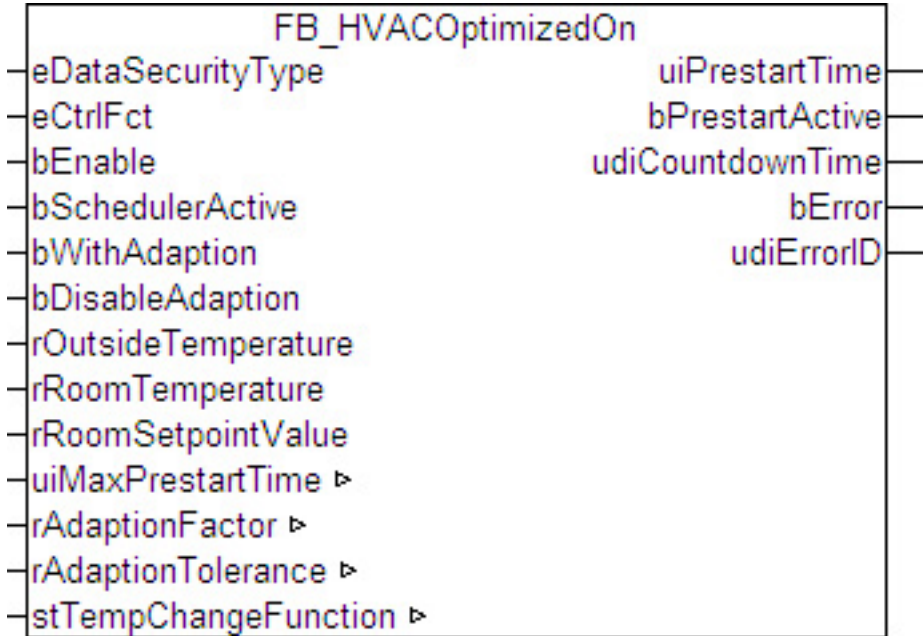 FB_HVACOptimizedOn
eDataSecurityType uiPrestartTime
eCtrlFct bPrestartActive
bEnable udiCountdownTime
bSchedulerActive bError
bWithAdaption udiErrorID
bDisableAdaption
rOutsideTemperature
rRoomTemperature
rRoomSetpointValue
uiMaxPrestartTime
rAdaptionFactor
rAdaptionTolerance
stTempChangeFunction